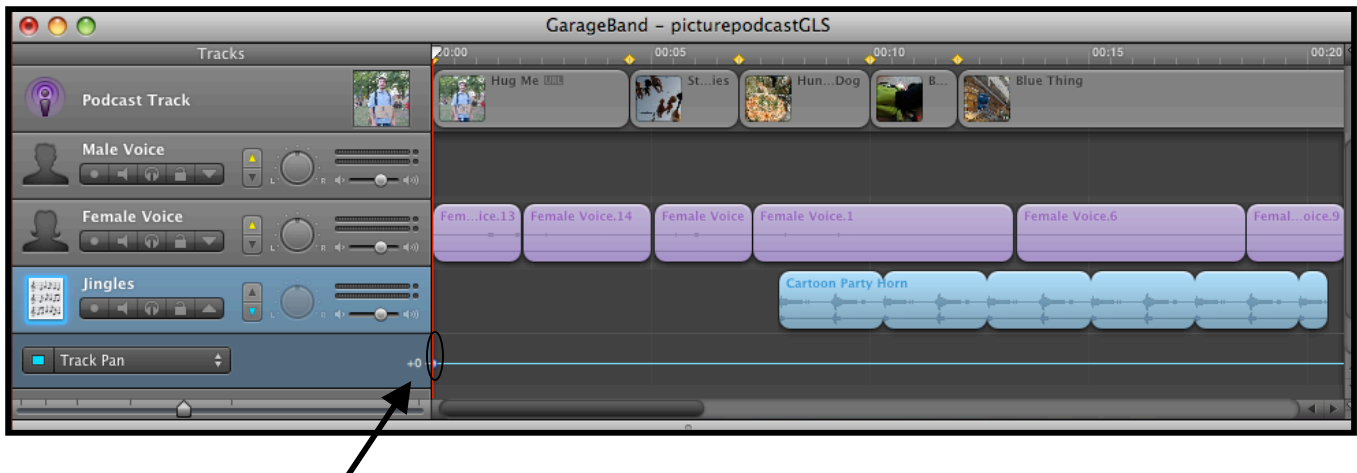 GarageBand – picturepodcastGLS
Tracks
00:00 00:05 00:10 00:15 00:20
Podcast Track
Hug Me
St...ies
Hun...Dog
B...
Blue Thing
Male Voice
L R
Female Voice
L R
Fem...ice.13
Female Voice.14
Female Voice
Female Voice.1
Female Voice.6
Femal...oice.9
Jingles
L R
Cartoon Party Horn
Track Pan
+0